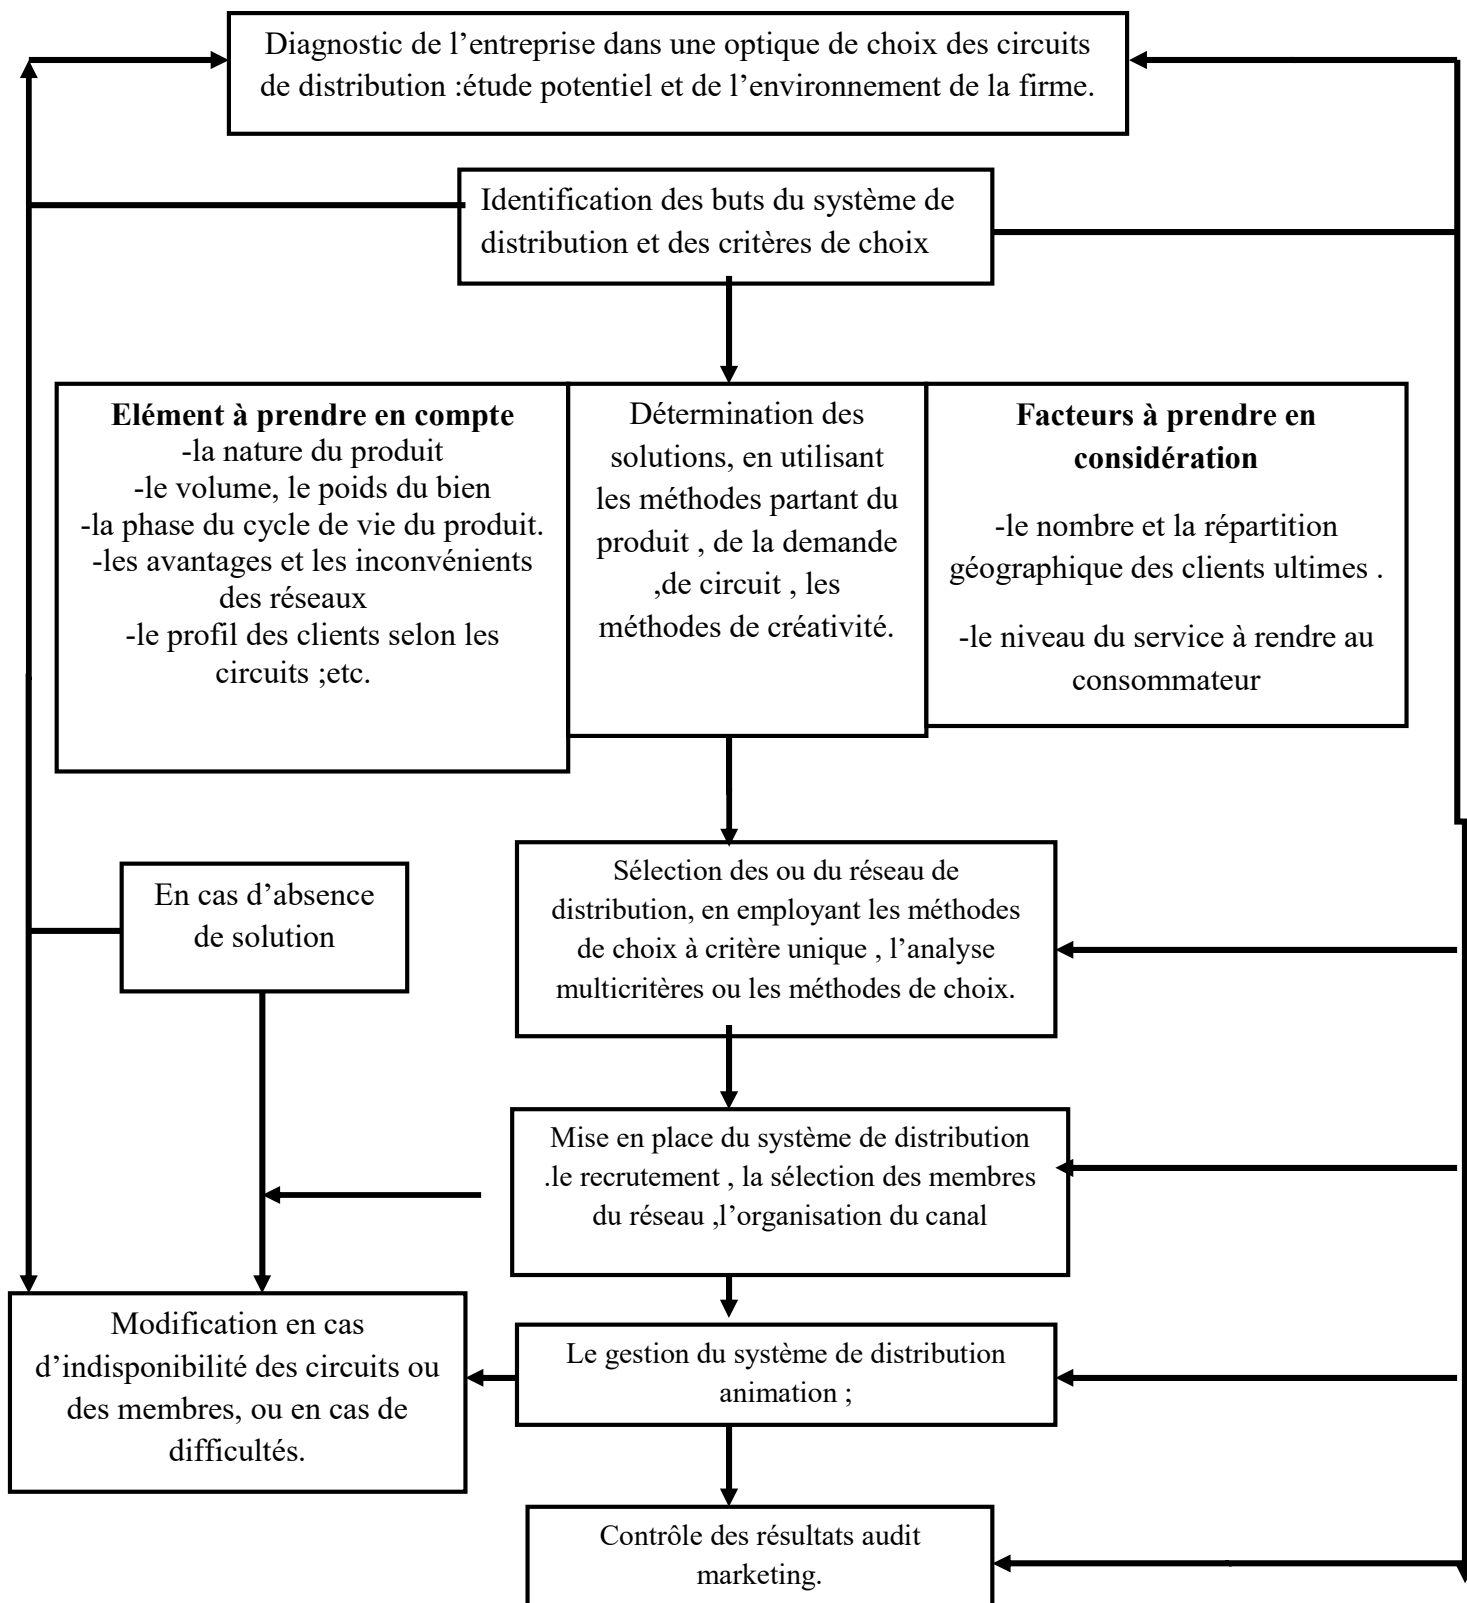 Diagnostic de l’entreprise dans une optique de choix des circuits
de distribution :étude potentiel et de l’environnement de la firme.
Identification des buts du système de
distribution et des critères de choix
Elément à prendre en compte
-la nature du produit
-le volume, le poids du bien
-la phase du cycle de vie du produit.
-les avantages et les inconvénients
des réseaux
-le profil des clients selon les
circuits ;etc.
Détermination des
solutions, en utilisant
les méthodes partant du
produit , de la demande
,de circuit , les
méthodes de créativité.
Facteurs à prendre en
considération
-le nombre et la répartition
géographique des clients ultimes .
-le niveau du service à rendre au
consommateur
En cas d’absence
de solution
Sélection des ou du réseau de
distribution, en employant les méthodes
de choix à critère unique , l’analyse
multicritères ou les méthodes de choix.
Mise en place du système de distribution
.le recrutement , la sélection des membres
du réseau ,l’organisation du canal
Modification en cas
d’indisponibilité des circuits ou
des membres, ou en cas de
difficultés.
Le gestion du système de distribution
animation ;
Contrôle des résultats audit
marketing.